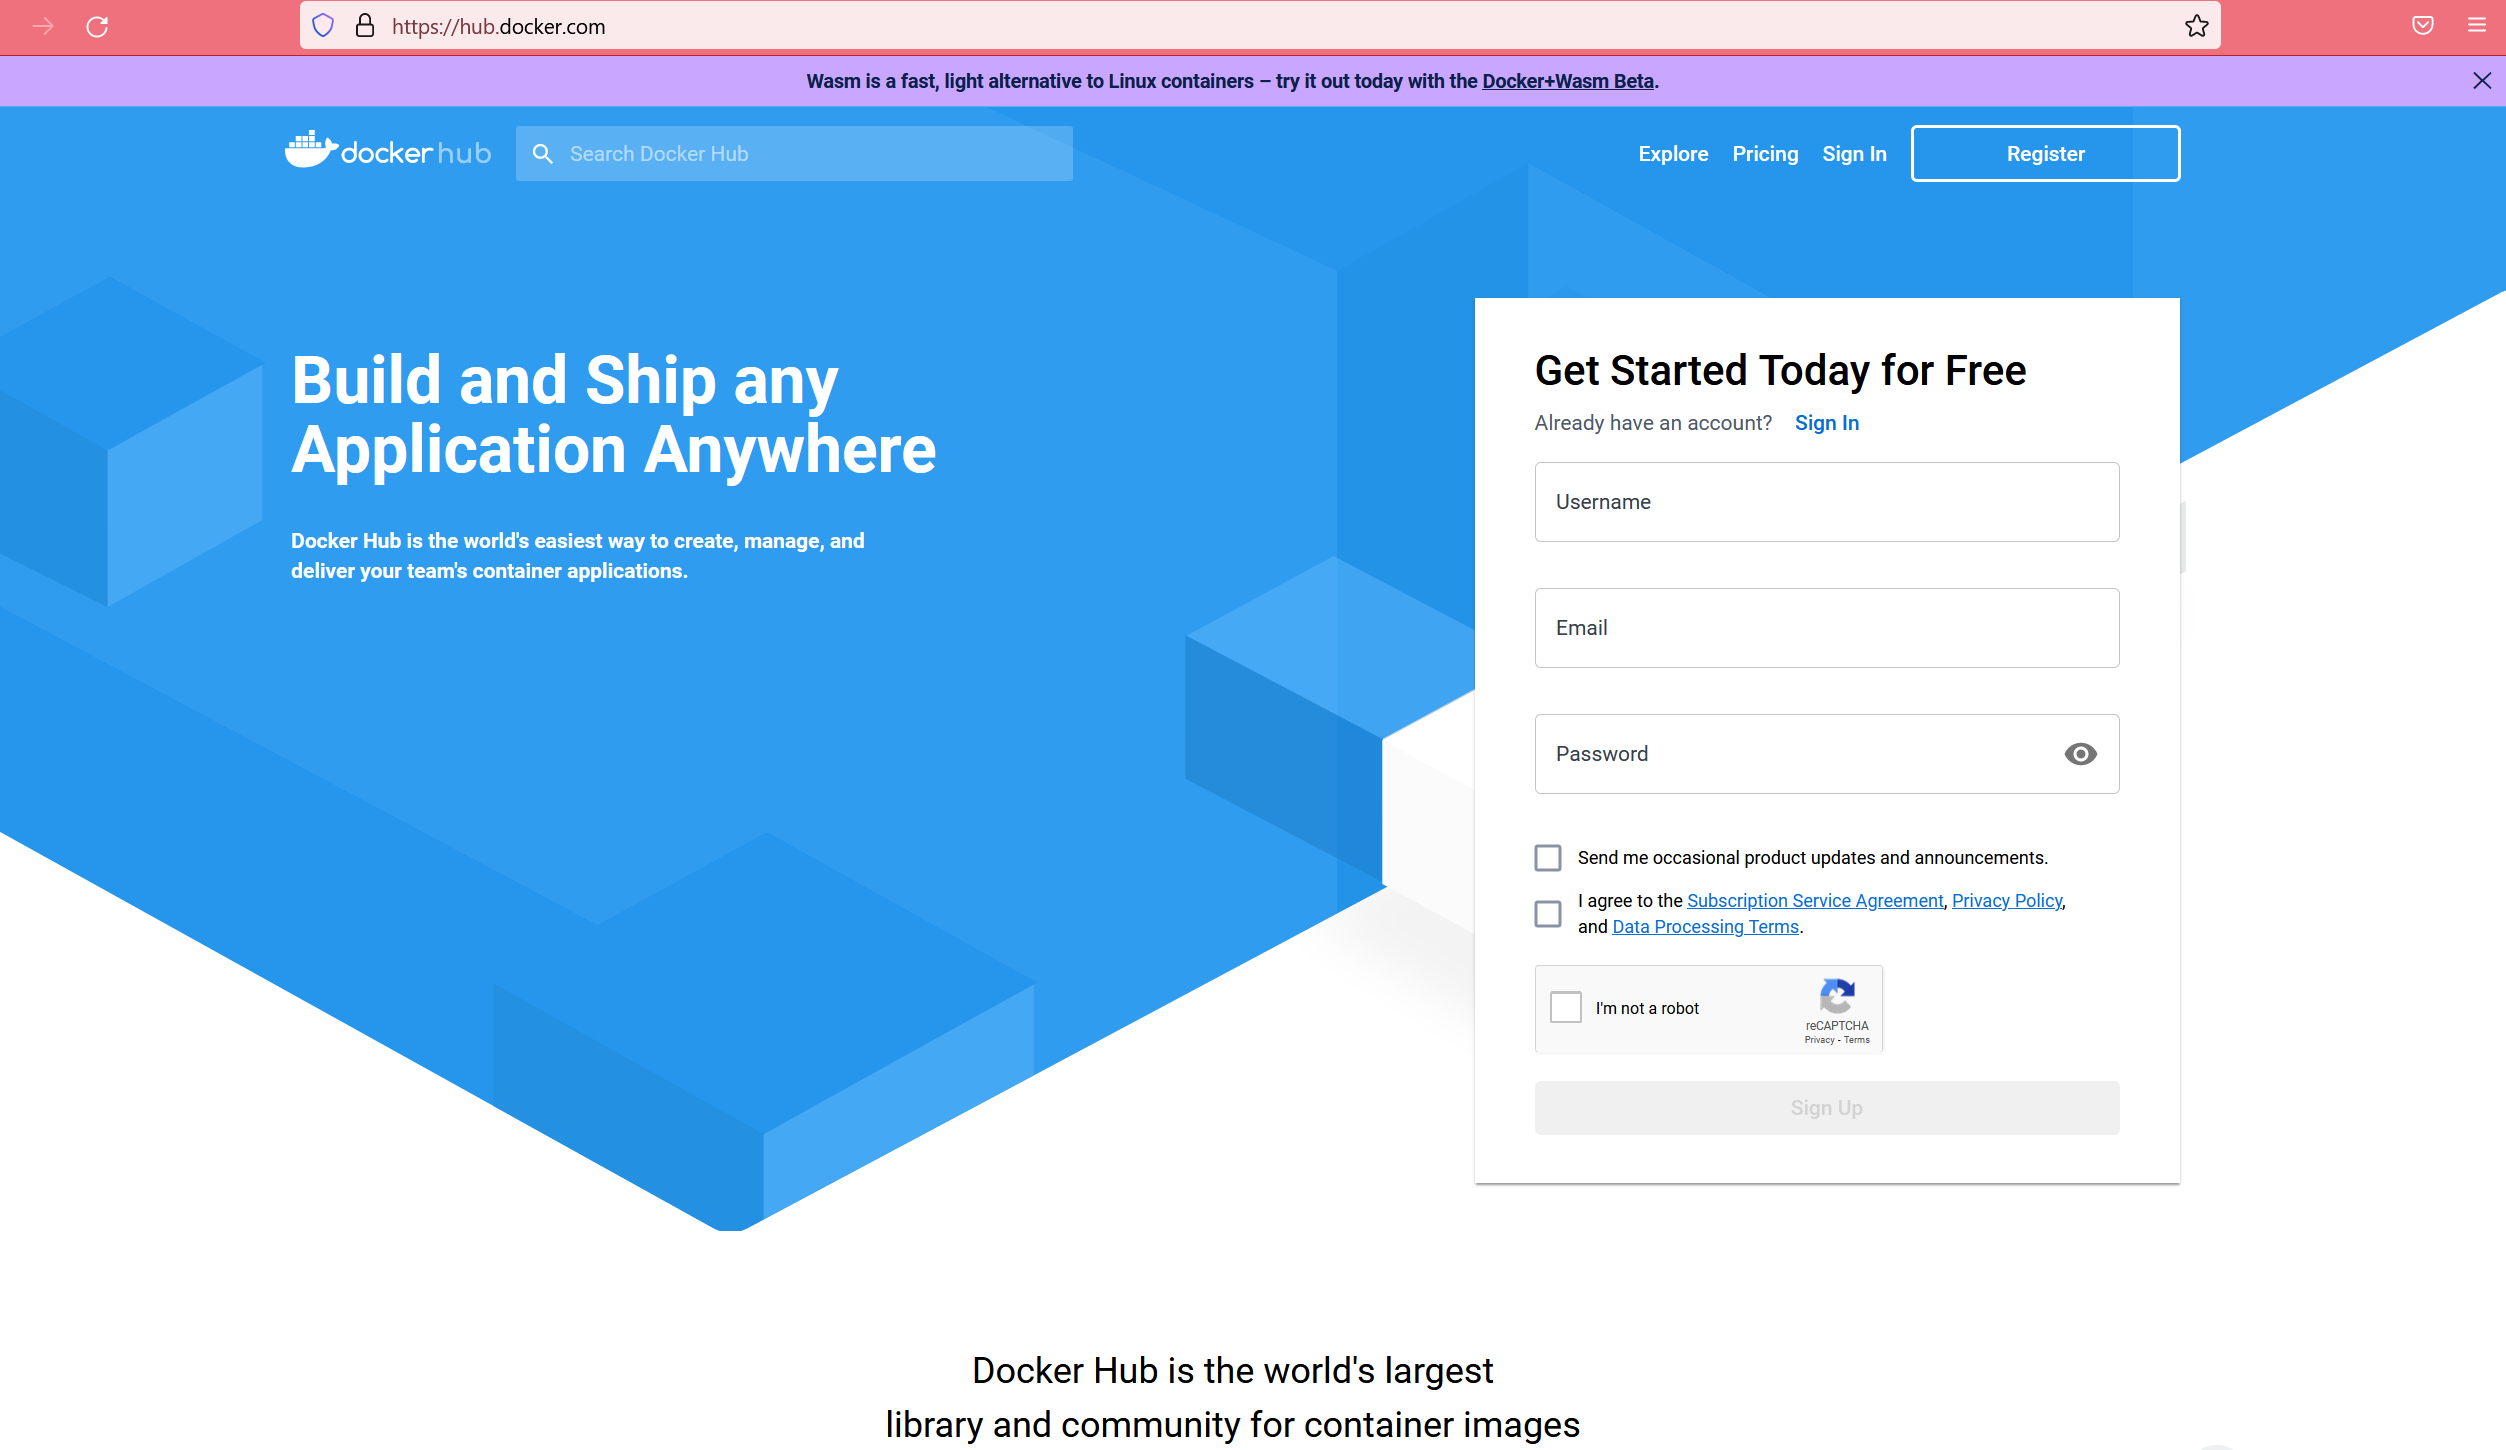 https://hub.docker.com
Wasm is a fast, light alternative to Linux containers – try it out today with the Docker+Wasm Beta.
docker hub
Search Docker Hub
Explore
Pricing
Sign In
Register
Build and Ship any
Application Anywhere
Docker Hub is the world's easiest way to create, manage, and
deliver your team's container applications.
Get Started Today for Free
Already have an account? Sign In
Username
Email
Password
Send me occasional product updates and announcements.
I agree to the Subscription Service Agreement, Privacy Policy,
and Data Processing Terms.
I'm not a robot
reCAPTCHA
Privacy - Terms
Sign Up
Docker Hub is the world's largest
library and community for container images